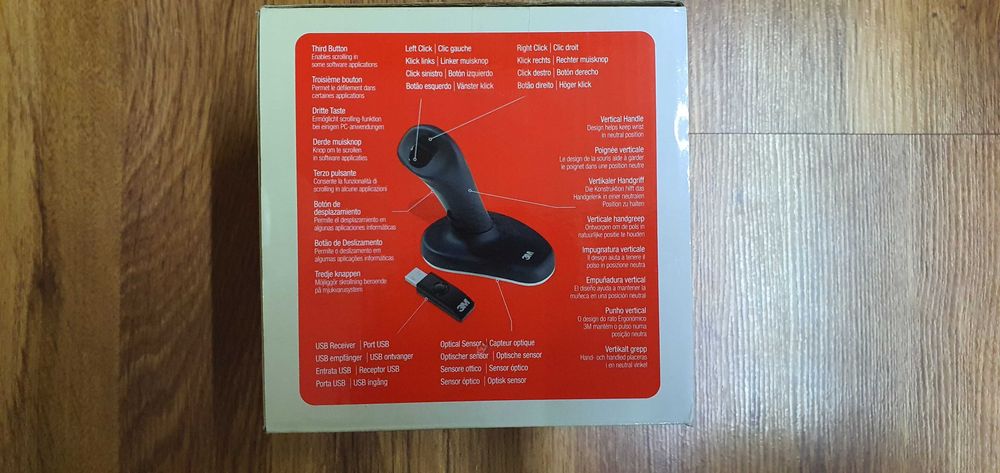 Third Button
Enables scrolling in
some software applications
Troisième bouton
Permet le défilement dans
certaines applications
Dritte Taste
Ermöglicht scrolling-funktion
bei einigen PC-anwendungen
Derde muisknop
Knop om te scrollen
in software applicaties
Terzo pulsante
Consente la funzionalità di
scrolling in alcune applicazioni
Botón de
desplazamiento
Permite el desplazamiento en
algunas aplicaciones informáticas
Botão de Deslizamento
Permite o deslizamento em
algumas aplicações informáticas
Tredje knappen
Möjliggör skrollning beroende
på mjukvarusystem
Left Click | Clic gauche
Klick links | Linker muisknop
Click sinistro | Botón izquierdo
Botão esquerdo | Vänster klick
Right Click | Clic droit
Klick rechts | Rechter muisknop
Click destro | Botón derecho
Botão direito | Höger klick
Vertical Handle
Design helps keep wrist
in neutral position
Poignée verticale
Le design de la souris aide à garder
le poignet dans une position neutre
Vertikaler Handgriff
Die Konstruktion hilft das
Handgelenk in einer neutralen
Position zu halten
Verticale handgreep
Ontworpen om de pols in
natuurlijke positie te houden
Impugnatura verticale
Il design aiuta a tenere il
polso in posizione neutra
Empuñadura vertical
El diseño ayuda a mantener la
muñeca en una posición neutral
Punho vertical
O design do rato Ergonómico
3M mantêm o pulso numa
posição neutral
Vertikalt grepp
Hand- och handled placeras
i en neutral vinkel
3M
3M
USB Receiver | Port USB
USB empfänger | USB ontvanger
Entrata USB | Receptor USB
Porta USB | USB ingång
Optical Sensor | Capteur optique
Optischer sensor | Optische sensor
Sensore ottico | Sensor óptico
Sensor óptico | Optisk sensor